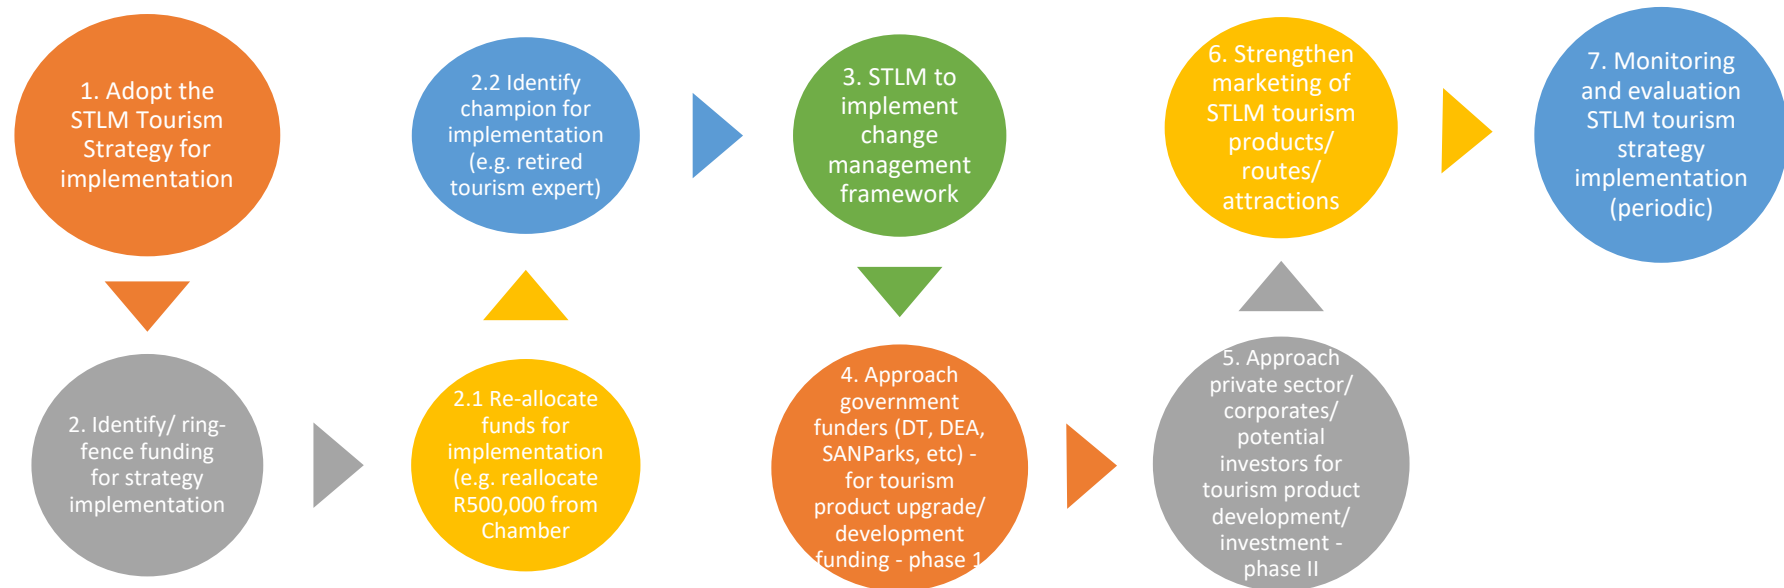 1. Adopt the
STLM Tourism
Strategy for
implementation
2. Identify/ ring-
fence funding
for strategy
implementation
2.1 Re-allocate
funds for
implementation
(e.g. reallocate
R500,000 from
Chamber
2.2 Identify
champion for
implementation
(e.g. retired
tourism expert)
3. STLM to
implement
change
management
framework
4. Approach
government
funders (DT, DEA,
SANParks, etc) -
for tourism
product upgrade/
development
funding - phase 1
5. Approach
private sector/
corporates/
potential
investors for
tourism product
development/
investment -
phase II
6. Strengthen
marketing of
STLM tourism
products/
routes/
attractions
7. Monitoring
and evaluation
STLM tourism
strategy
implementation
(periodic)